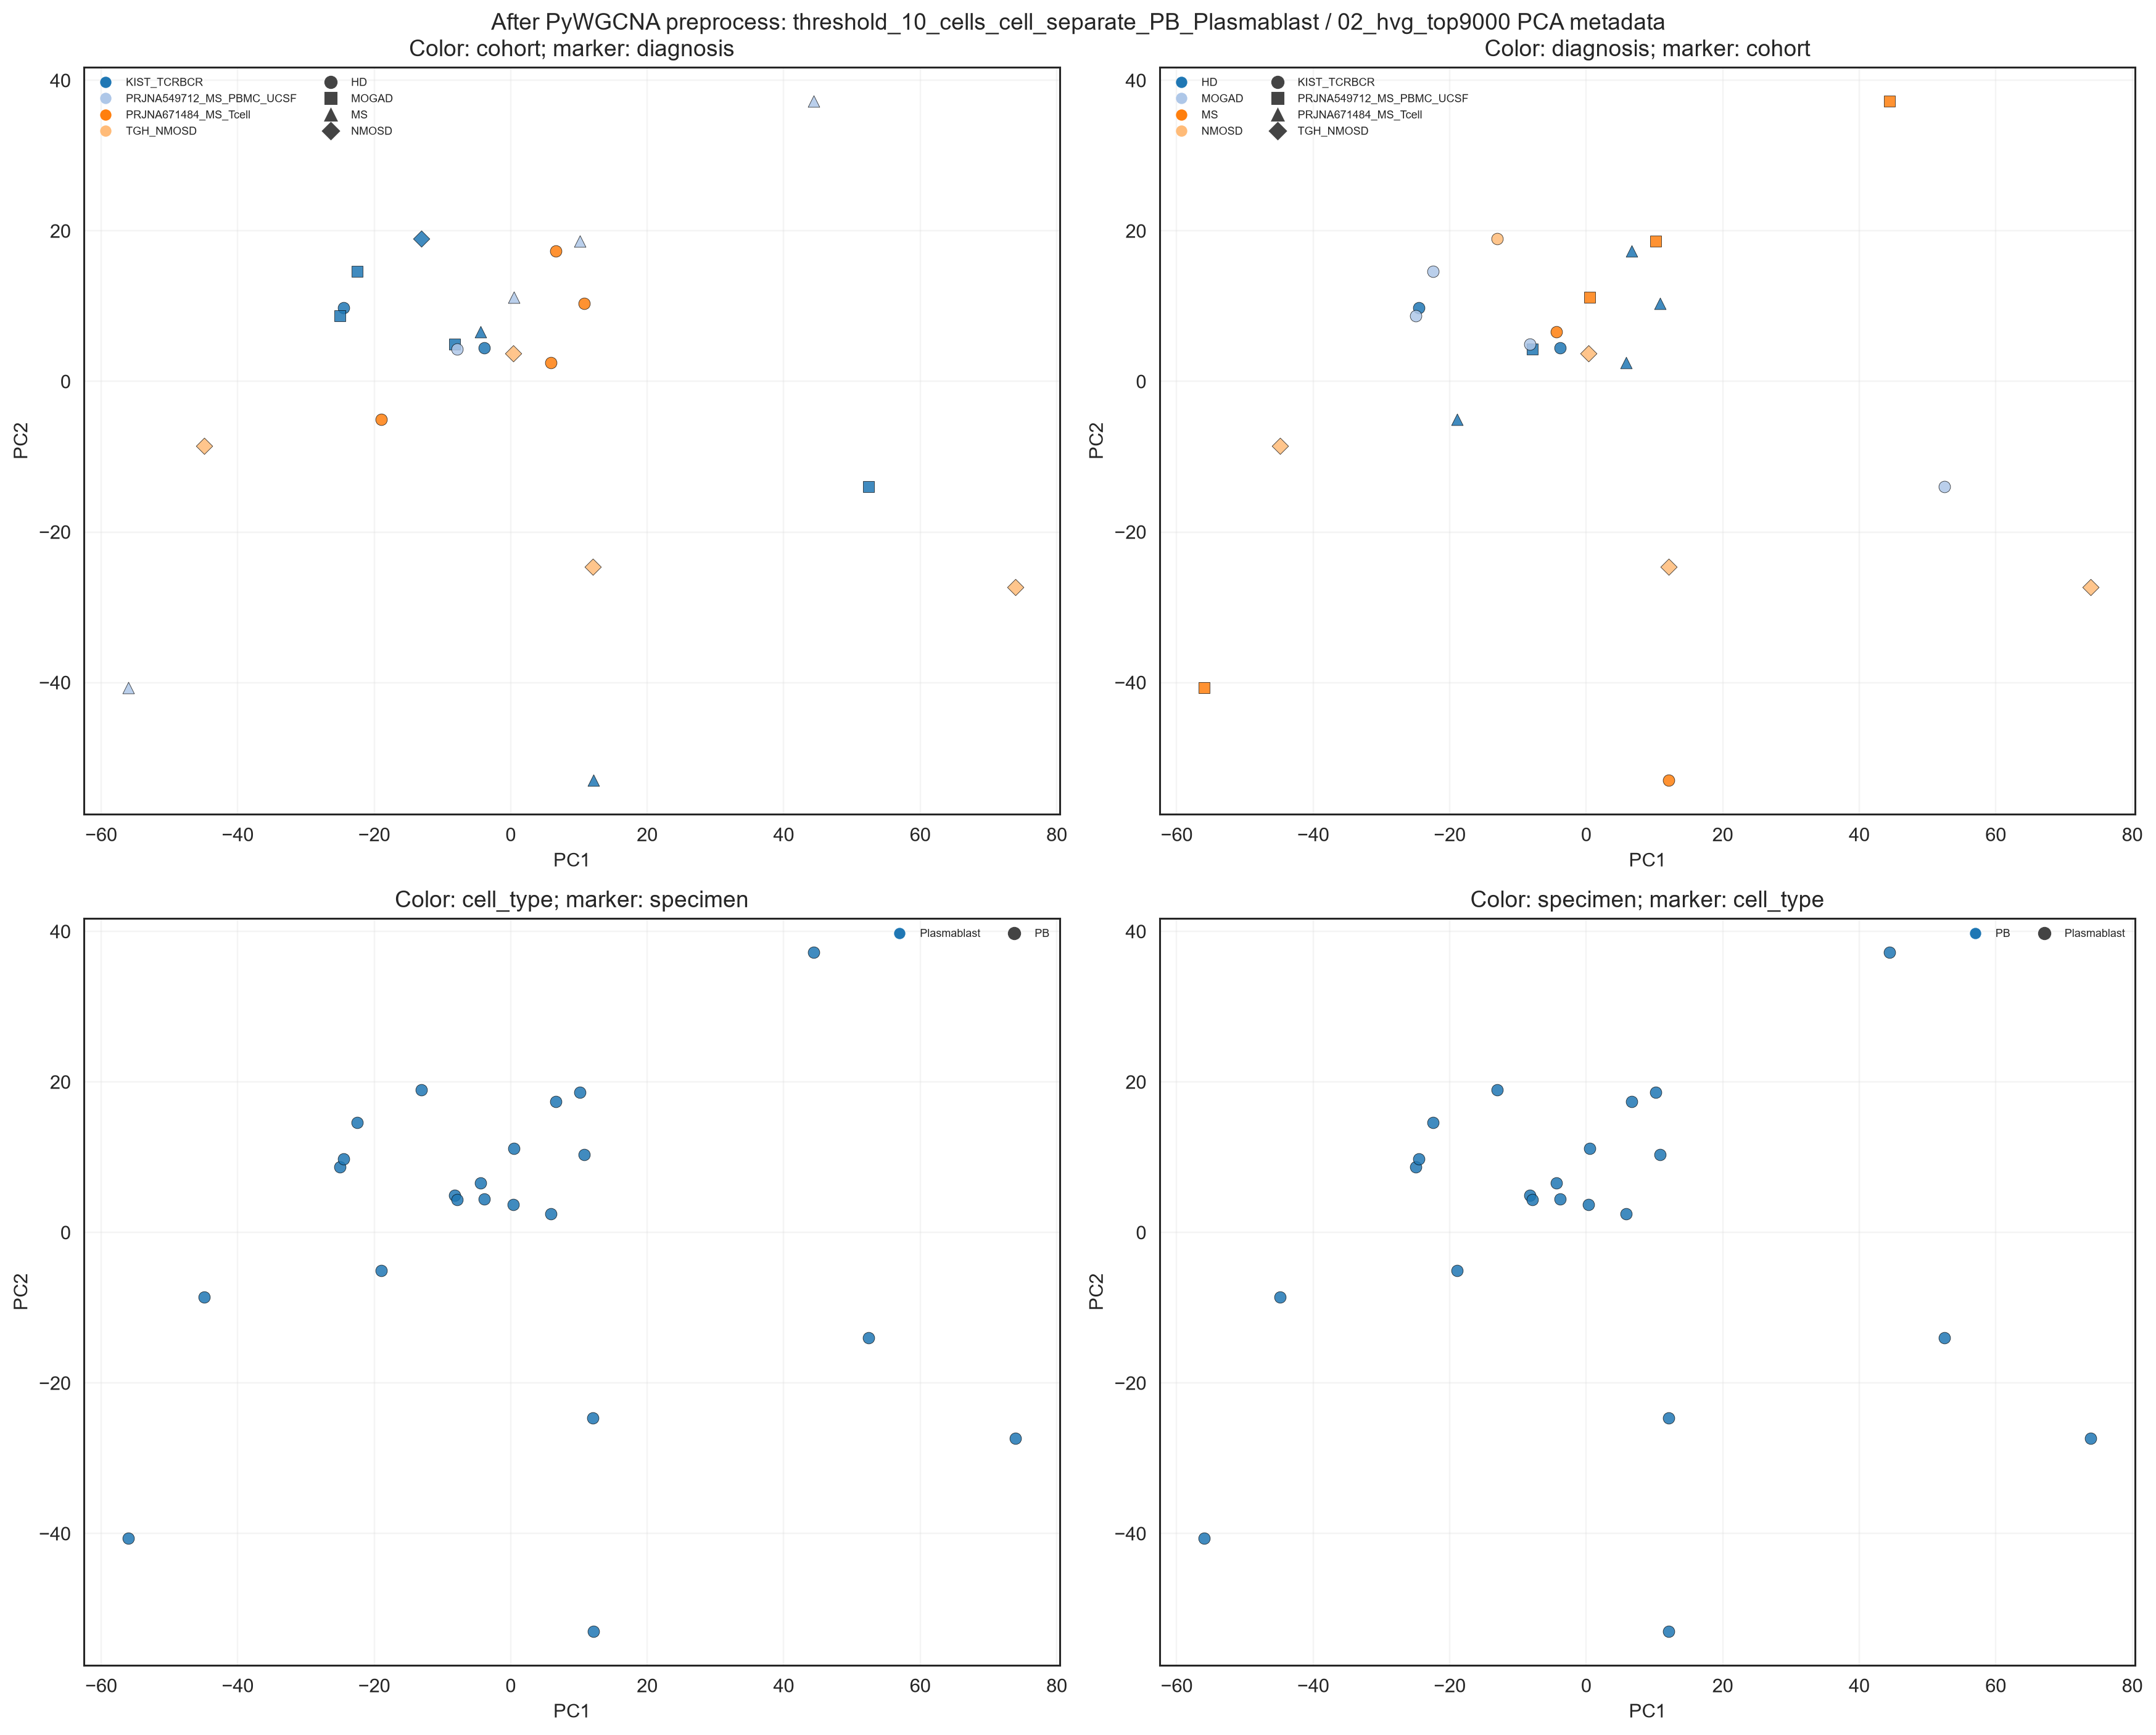 After PyWGCNA preprocess: threshold_10_cells_cell_separate_PB_Plasmablast / 02_hvg_top9000 PCA metadata
Color: cohort; marker: diagnosis
KIST_TCRBCR HD
PRJNA549712_MS_PBMC_UCSF MOGAD
PRJNA671484_MS_Tcell MS
TGH_NMOSD NMOSD
40
20
0
−20
−40
PC2
−60 −40 −20 0 20 40 60 80
PC1
Color: diagnosis; marker: cohort
HD KIST_TCRBCR
MOGAD PRJNA549712_MS_PBMC_UCSF
MS PRJNA671484_MS_Tcell
NMOSD TGH_NMOSD
40
20
0
−20
−40
PC2
−60 −40 −20 0 20 40 60 80
PC1
Color: cell_type; marker: specimen
Plasmablast PB
40
20
0
−20
−40
PC2
−60 −40 −20 0 20 40 60 80
PC1
Color: specimen; marker: cell_type
PB Plasmablast
40
20
0
−20
−40
PC2
−60 −40 −20 0 20 40 60 80
PC1